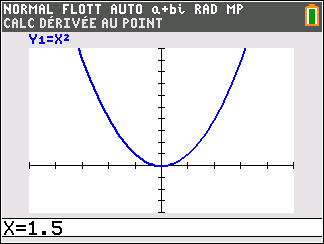 NORMAL FLOTT AUTO a+bi RAD MP
CALC DÉRIVÉE AU POINT
Y₁=X²
X=1.5